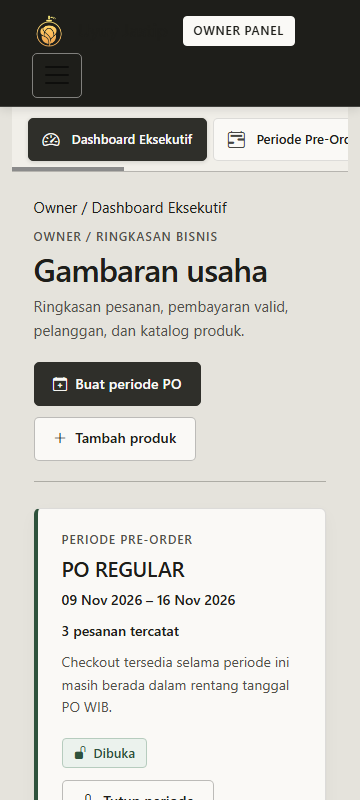 OWNER PANEL
Dashboard Eksekutif
Periode Pre-Ord
Owner / Dashboard Eksekutif
OWNER / RINGKASAN BISNIS
Gambaran usaha
Ringkasan pesanan, pembayaran valid,
pelanggan, dan katalog produk.
Buat periode PO
Tambah produk
PERIODE PRE-ORDER
PO REGULAR
09 Nov 2026 – 16 Nov 2026
3 pesanan tercatat
Checkout tersedia selama periode ini
masih berada dalam rentang tanggal
PO WIB.
Dibuka
Tutup periode